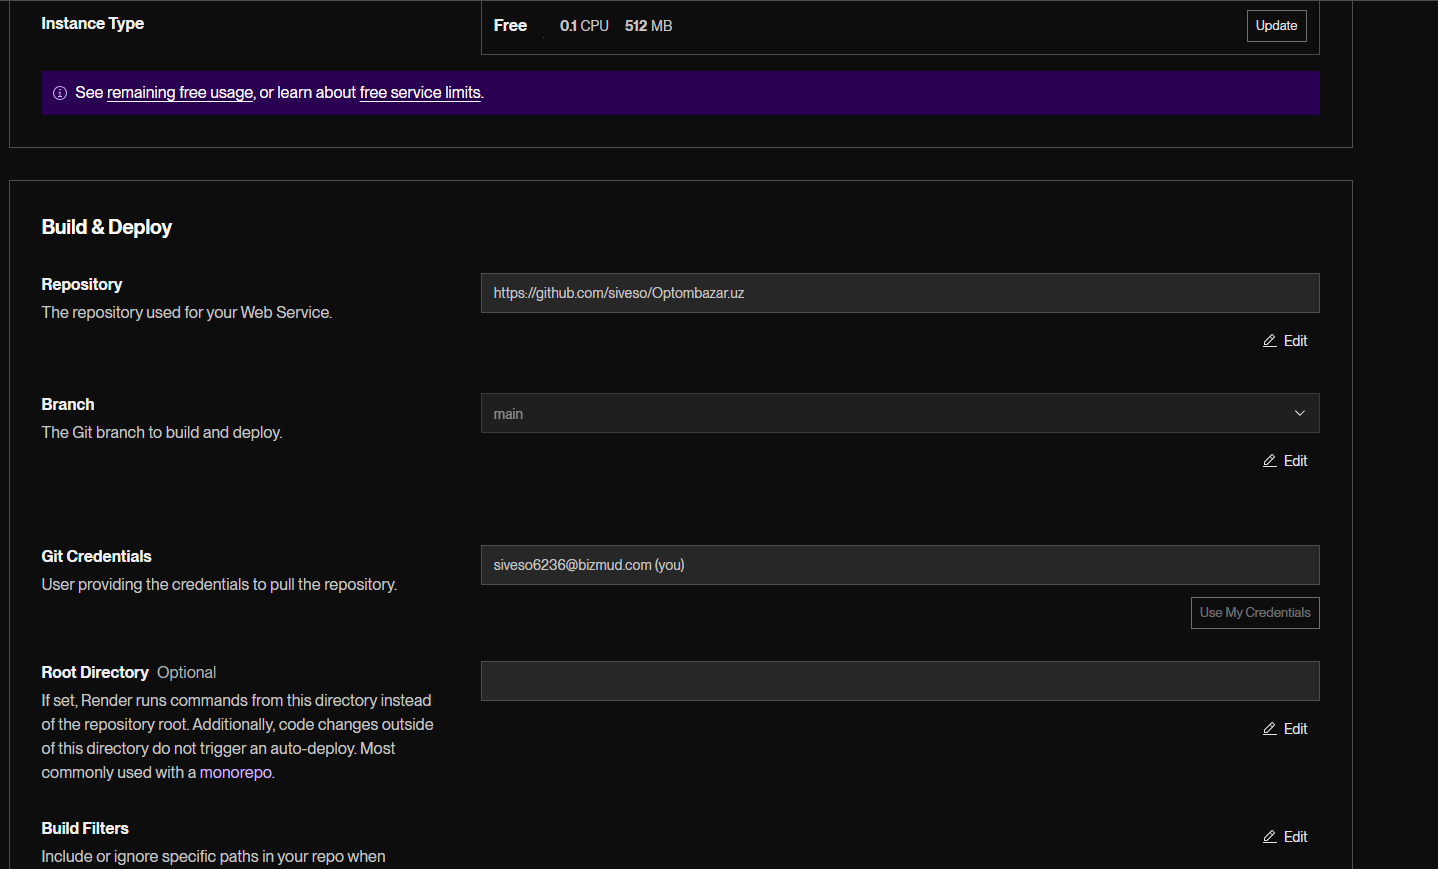 Instance Type
Free 0.1 CPU 512 MB
Update
See remaining free usage, or learn about free service limits.
Build & Deploy
Repository
The repository used for your Web Service.
https://github.com/siveso/Optombazar.uz
Edit
Branch
The Git branch to build and deploy.
main
Edit
Git Credentials
User providing the credentials to pull the repository.
siveso6236@bizmud.com (you)
Use My Credentials
Root Directory Optional
If set, Render runs commands from this directory instead
of the repository root. Additionally, code changes outside
of this directory do not trigger an auto-deploy. Most
commonly used with a monorepo.
Edit
Build Filters
Include or ignore specific paths in your repo when
Edit